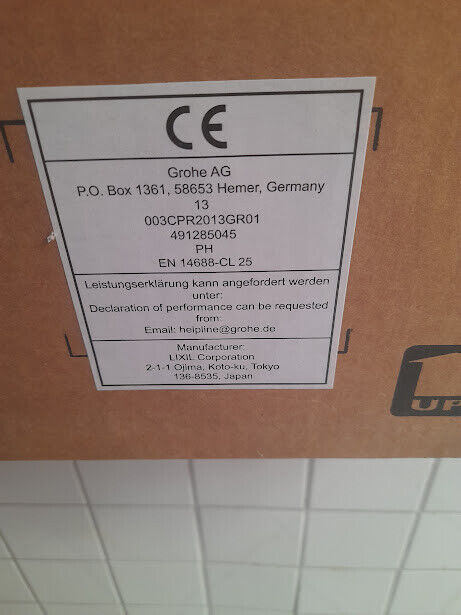 CE
Grohe AG
P.O. Box 1361, 58653 Hemer, Germany
13
003CPR2013GR01
491285045
PH
EN 14688-CL 25
Leistungserklärung kann angefordert werden
unter:
Declaration of performance can be requested
from:
Email: helpline@grohe.de
Manufacturer:
LIXIL Corporation
2-1-1 Ojima, Koto-ku, Tokyo
136-8535, Japan
UP